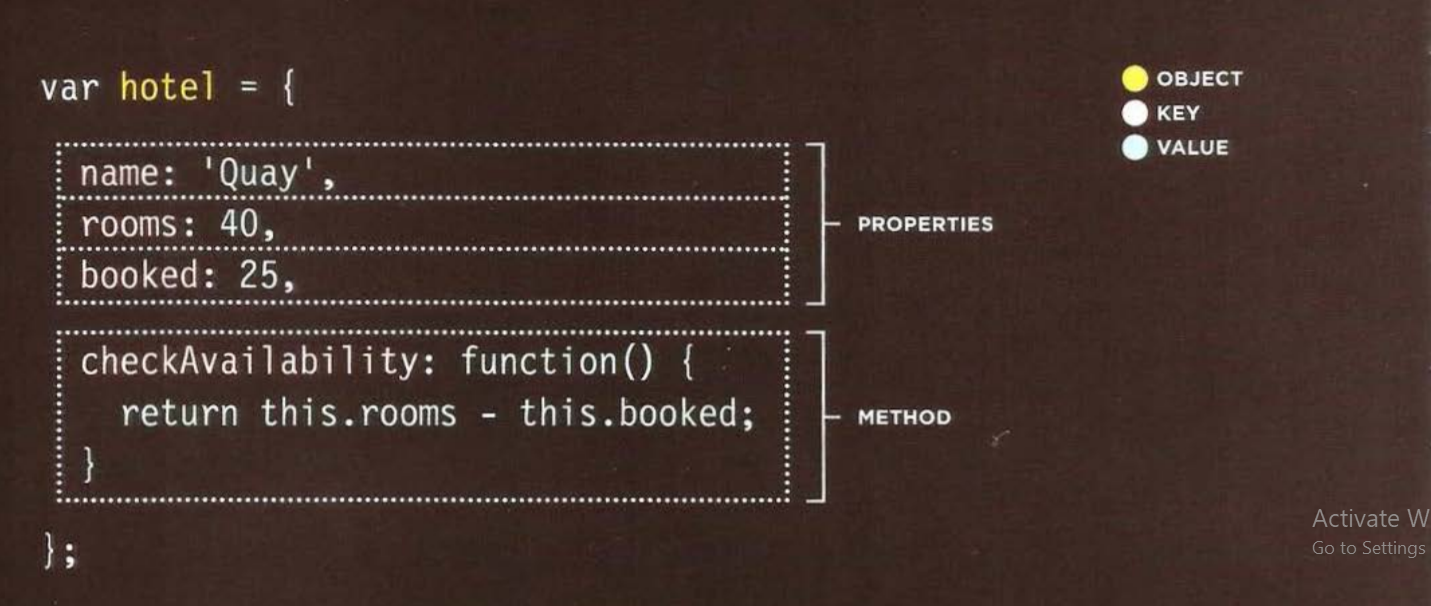 var hotel = {
name: 'Quay',
rooms: 40,
booked: 25,
checkAvailability: function() {
return this.rooms - this.booked;
}
};
OBJECT
KEY
VALUE
PROPERTIES
METHOD
Activate W
Go to Settings